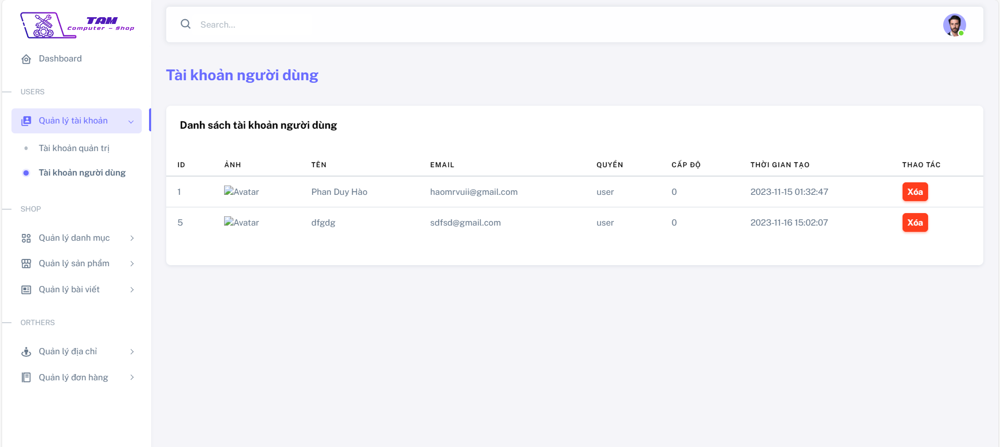 TAM
Computer - Shop
Search...
Dashboard
USERS
Quản lý tài khoản
Tài khoản quản trị
Tài khoản người dùng
SHOP
Quản lý danh mục
Quản lý sản phẩm
Quản lý bài viết
ORTHERS
Quản lý địa chỉ
Quản lý đơn hàng
Tài khoản người dùng
Danh sách tài khoản người dùng
ID ẢNH TÊN EMAIL QUYỀN CẤP ĐỘ THỜI GIAN TẠO THAO TÁC
1 Avatar Phan Duy Hào haomrvuii@gmail.com user 0 2023-11-15 01:32:47 Xóa
5 Avatar dfgdg sdfsd@gmail.com user 0 2023-11-16 15:02:07 Xóa